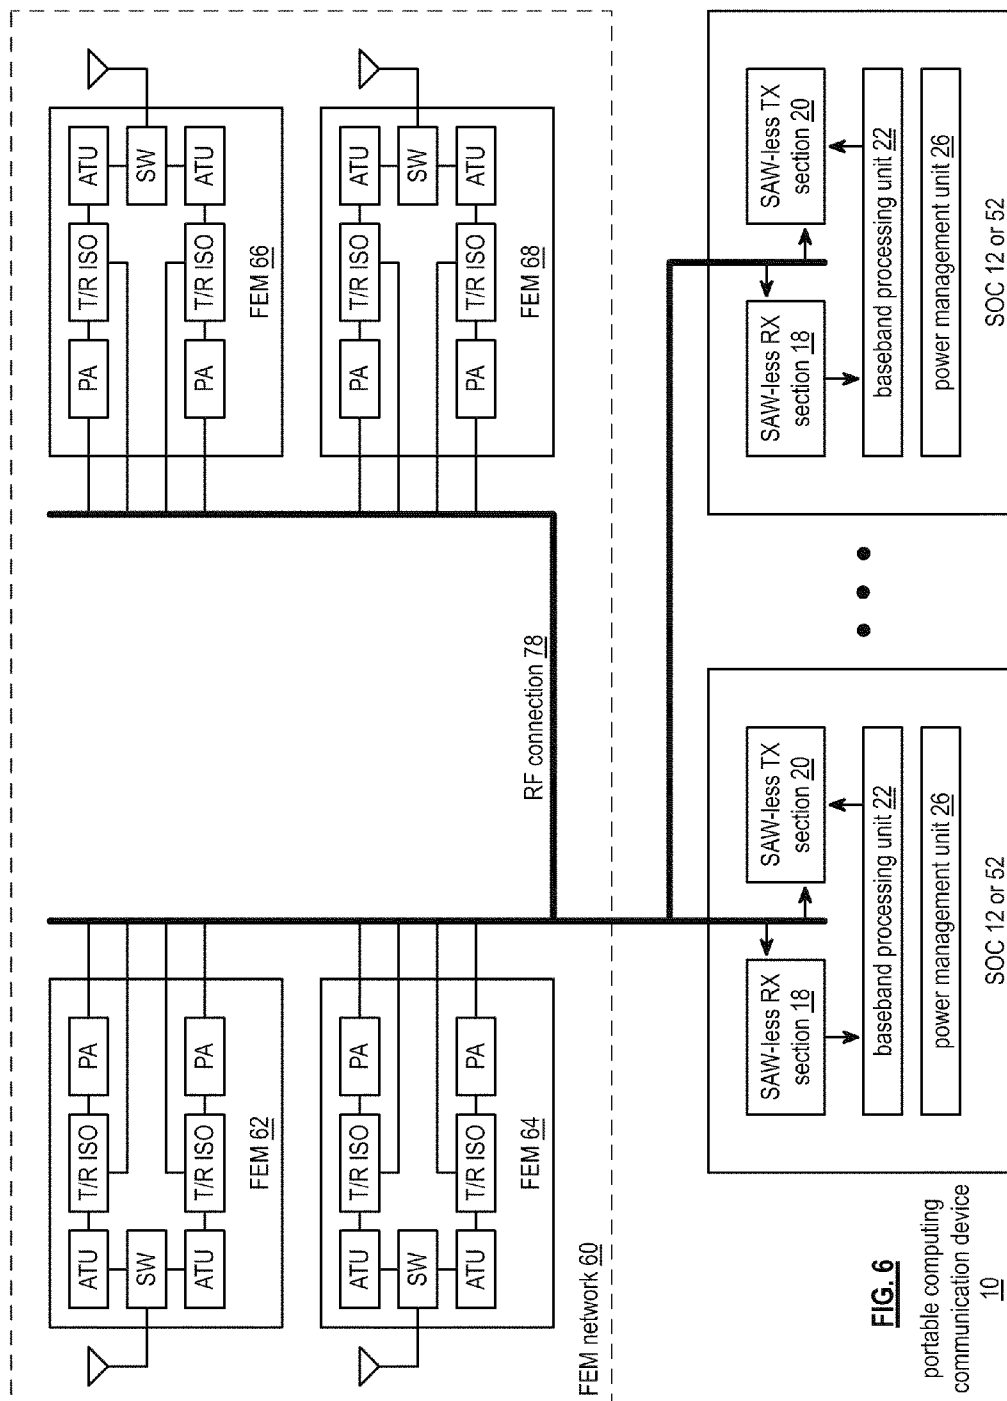 FEM network 60
ATU
T/R ISO
PA
SW
ATU
T/R ISO
PA
FEM 62
ATU
T/R ISO
PA
SW
ATU
T/R ISO
PA
FEM 64
RF connection 78
PA
T/R ISO
ATU
SW
PA
T/R ISO
ATU
FEM 66
PA
T/R ISO
ATU
SW
PA
T/R ISO
ATU
FEM 68
SAW-less RX
section 18
SAW-less TX
section 20
baseband processing unit 22
power management unit 26
SOC 12 or 52
SAW-less RX
section 18
SAW-less TX
section 20
baseband processing unit 22
power management unit 26
SOC 12 or 52
FIG. 6
portable computing
communication device
10